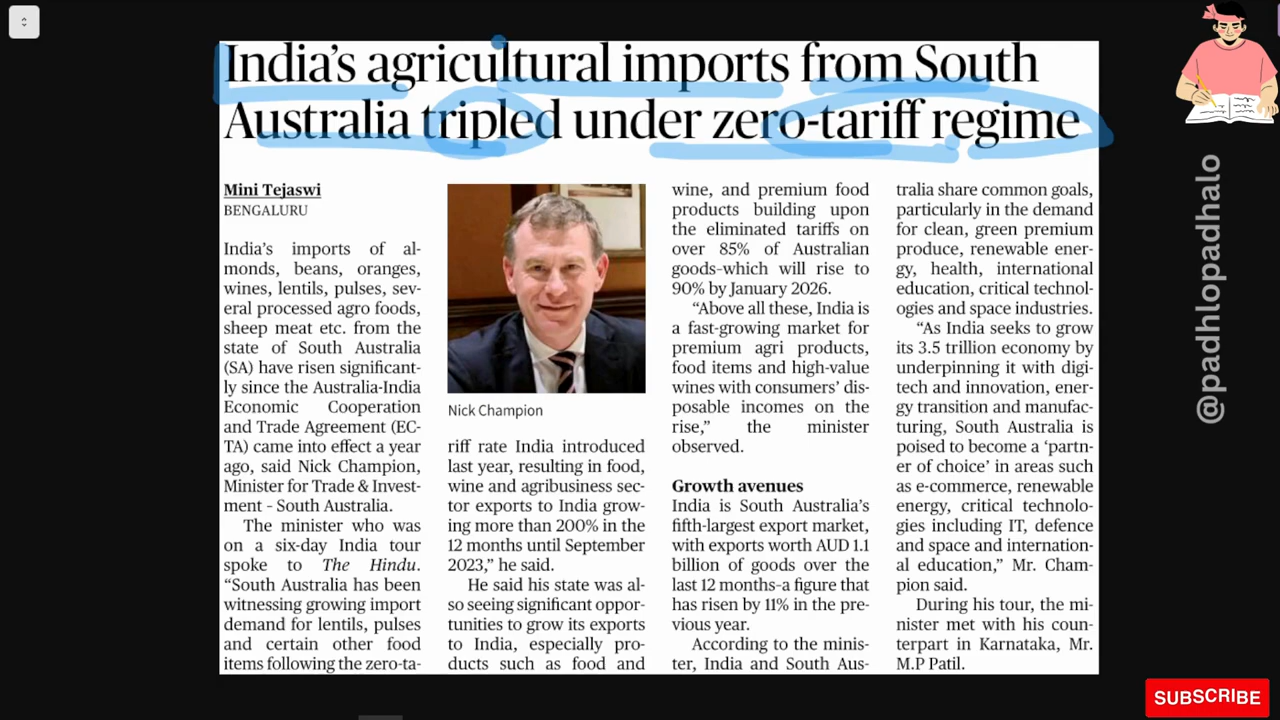 India's agricultural imports from South
Australia tripled under zero-tariff regime
Mini Tejaswi
BENGALURU
India's imports of al-
monds, beans, oranges,
wines, lentils, pulses, sev-
eral processed agro foods,
sheep meat etc. from the
state of South Australia
(SA) have risen significant-
ly since the Australia-India
Economic Cooperation
and Trade Agreement (EC-
TA) came into effect a year
ago, said Nick Champion,
Minister for Trade & Invest-
ment - South Australia.
The minister who was
on a six-day India tour
spoke to The Hindu.
“South Australia has been
witnessing growing import
demand for lentils, pulses
and certain other food
items following the zero-ta-
Nick Champion
riff rate India introduced
last year, resulting in food,
wine and agribusiness sec-
tor exports to India grow-
ing more than 200% in the
12 months until September
2023,” he said.
He said his state was al-
so seeing significant oppor-
tunities to grow its exports
to India, especially pro-
ducts such as food and
wine, and premium food
products building upon
the eliminated tariffs on
over 85% of Australian
goods-which will rise to
90% by January 2026.
“Above all these, India is
a fast-growing market for
premium agri products,
food items and high-value
wines with consumers’ dis-
posable incomes on the
rise,” the minister
observed.
Growth avenues
India is South Australia’s
fifth-largest export market,
with exports worth AUD 1.1
billion of goods over the
last 12 months-a figure that
has risen by 11% in the pre-
vious year.
According to the minis-
ter, India and South Aus-
tralia share common goals,
particularly in the demand
for clean, green premium
produce, renewable ener-
gy, health, international
education, critical technol-
ogies and space industries.
“As India seeks to grow
its 3.5 trillion economy by
underpinning it with digi-
tech and innovation, ener-
gy transition and manufac-
turing, South Australia is
poised to become a ‘partn-
er of choice’ in areas such
as e-commerce, renewable
energy, critical technolo-
gies including IT, defence
and space and internation-
al education,” Mr. Cham-
pion said.
During his tour, the mi-
nister met with his coun-
terpart in Karnataka, Mr.
M.P Patil.
@padhlopadhalo
SUBSCRIBE